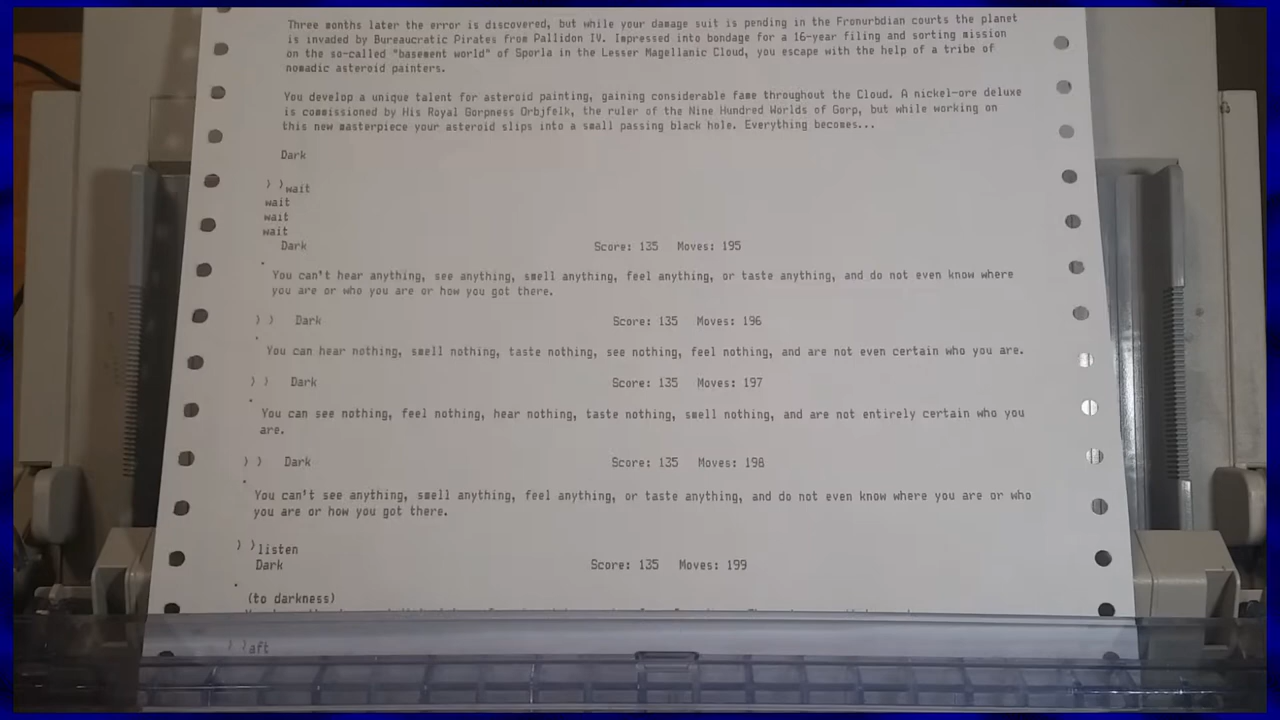 Three months later the error is discovered, but while your damage suit is pending in the Fronurbdian courts the planet
is invaded by Bureaucratic Pirates from Pallidon IV. Impressed into bondage for a 16-year filing and sorting mission
on the so-called "basement world" of Sporla in the Lesser Magellanic Cloud, you escape with the help of a tribe of
nomadic asteroid painters.
You develop a unique talent for asteroid painting, gaining considerable fame throughout the Cloud. A nickel-ore deluxe
is commissioned by His Royal Gorpness Orbjfelk, the ruler of the Nine Hundred Worlds of Gorp, but while working on
this new masterpiece your asteroid slips into a small passing black hole. Everything becomes...
Dark
) )wait
wait
wait
wait
Dark Score: 135 Moves: 195
You can't hear anything, see anything, smell anything, feel anything, or taste anything, and do not even know where
you are or who you are or how you got there.
) ) Dark Score: 135 Moves: 196
You can hear nothing, smell nothing, taste nothing, see nothing, feel nothing, and are not even certain who you are.
) ) Dark Score: 135 Moves: 197
You can see nothing, feel nothing, hear nothing, taste nothing, smell nothing, and are not entirely certain who you
are.
) ) Dark Score: 135 Moves: 198
You can't see anything, smell anything, feel anything, or taste anything, and do not even know where you are or who
you are or how you got there.
) )listen
Dark Score: 135 Moves: 199
(to darkness)
) )aft